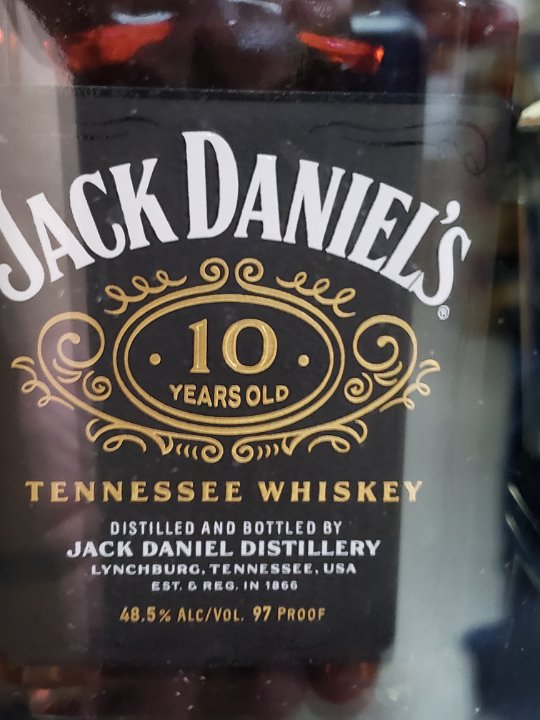 JACK DANIEL'S®
10
YEARS OLD
TENNESSEE WHISKEY
DISTILLED AND BOTTLED BY
JACK DANIEL DISTILLERY
LYNCHBURG, TENNESSEE, USA
EST. & REG. IN 1866
48.5% ALC/VOL. 97 PROOF